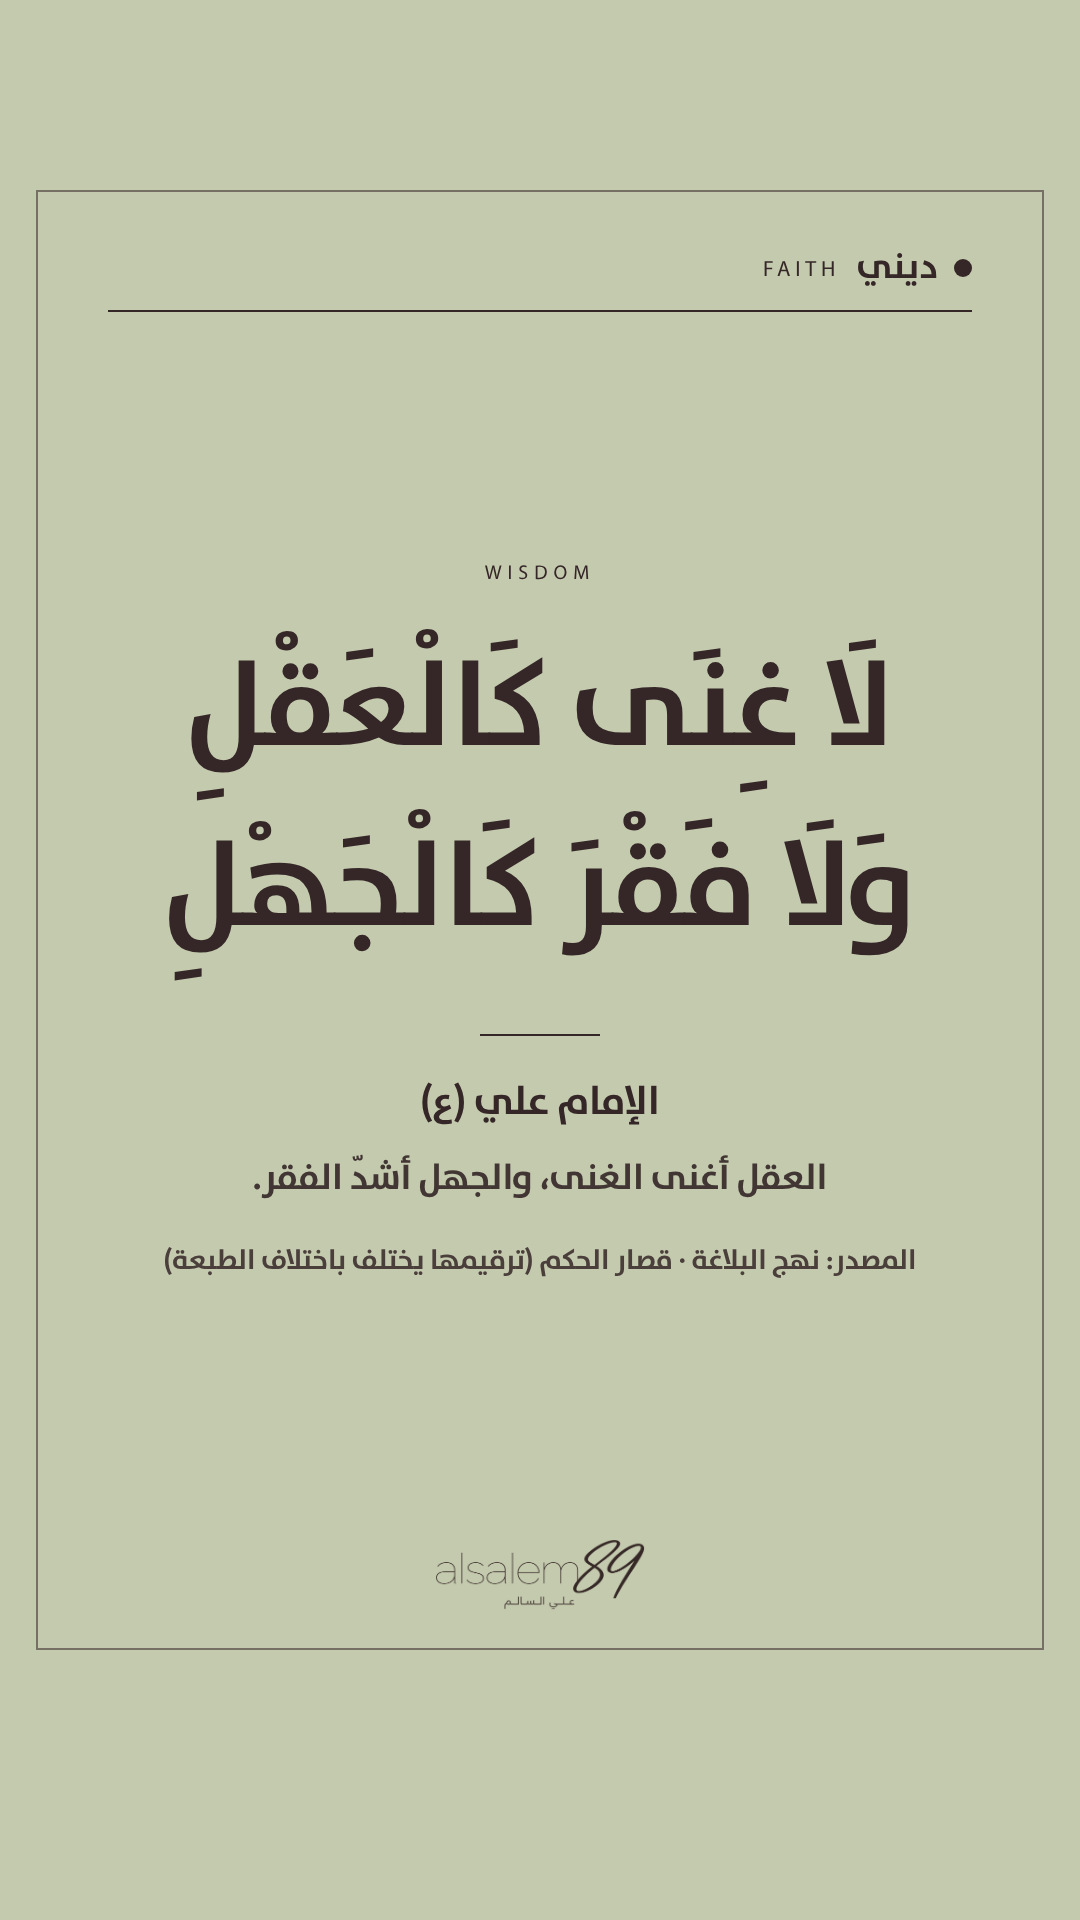 ديني FAITH
WISDOM
لَا غِنَى كَالْعَقْلِ
وَلَا فَقْرَ كَالْجَهْلِ
الإمام علي (ع)
العقل أغنى الغنى، والجهل أشدّ الفقر.
المصدر: نهج البلاغة · قصار الحكم (ترقيمها يختلف باختلاف الطبعة)
alsalem89
علي السالم